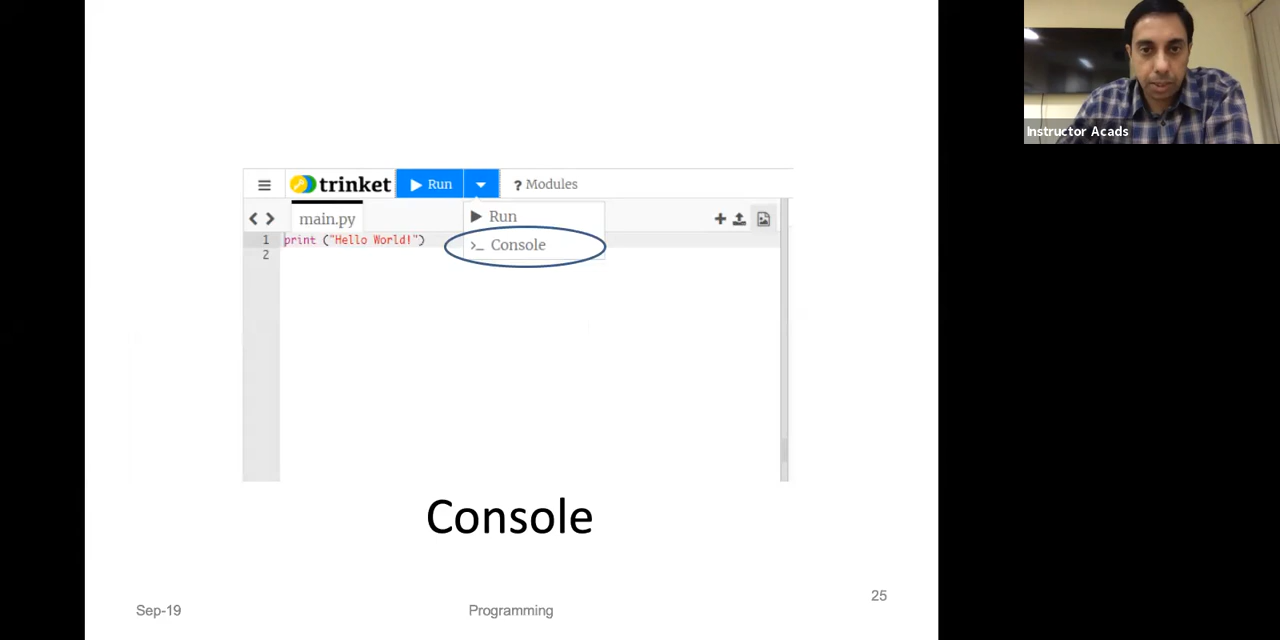 Instructor Acads
trinket Run ? Modules
main.py
Run
>_ Console
1 print ("Hello World!")
2
Console
Sep-19 Programming 25